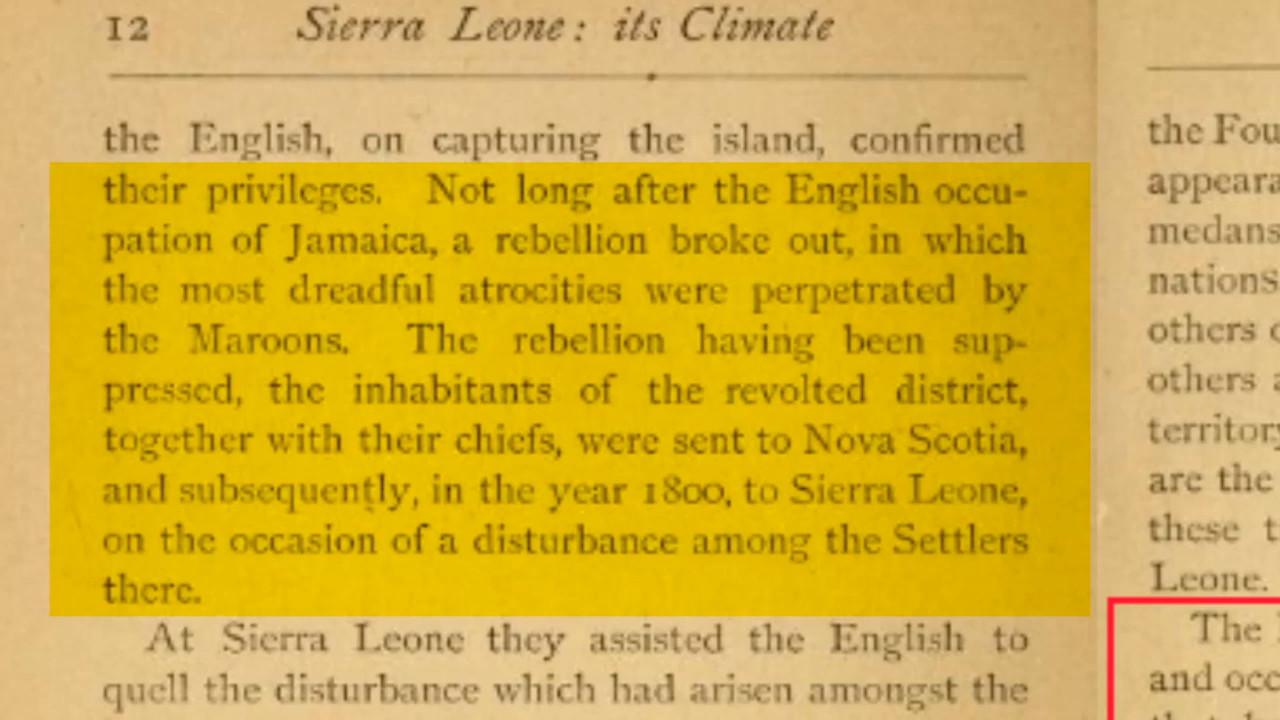 12 Sierra Leone: its Climate
the English, on capturing the island, confirmed
their privileges. Not long after the English occu-
pation of Jamaica, a rebellion broke out, in which
the most dreadful atrocities were perpetrated by
the Maroons. The rebellion having been sup-
pressed, the inhabitants of the revolted district,
together with their chiefs, were sent to Nova Scotia,
and subsequently, in the year 1800, to Sierra Leone,
on the occasion of a disturbance among the Settlers
there.
At Sierra Leone they assisted the English to
quell the disturbance which had arisen amongst the
the
medans
nations
others
others
territory
are the
these
Leone.
The
and